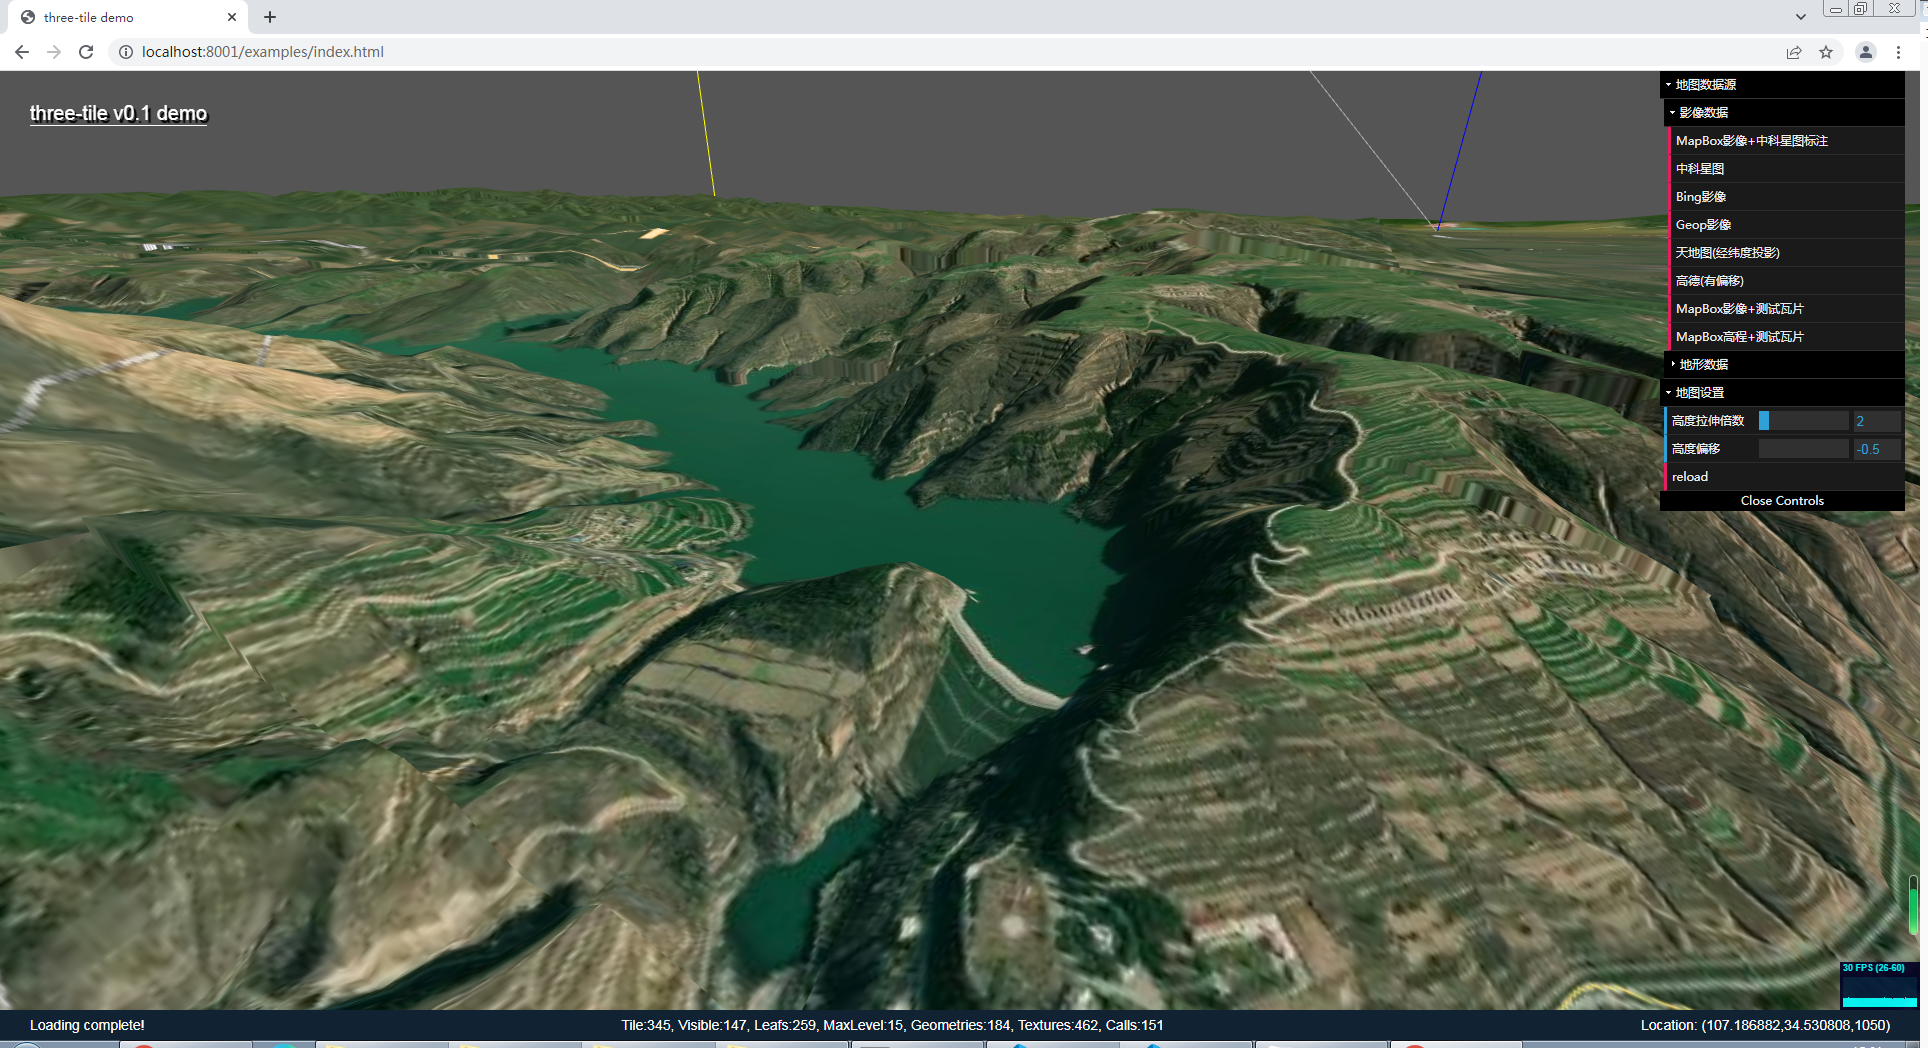 three-tile demo
localhost:8001/examples/index.html
three-tile v0.1 demo
地图数据源
影像数据
MapBox影像+中科星图标注
中科星图
Bing影像
Geop影像
天地图(经纬度投影)
高德(有偏移)
MapBox影像+测试瓦片
MapBox高程+测试瓦片
地形数据
地图设置
高度拉伸倍数 2
高度偏移 -0.5
reload
Close Controls
30 FPS (26-60)
Loading complete!
Tile:345, Visible:147, Leafs:259, MaxLevel:15, Geometries:184, Textures:462, Calls:151
Location: (107.186882,34.530808,1050)